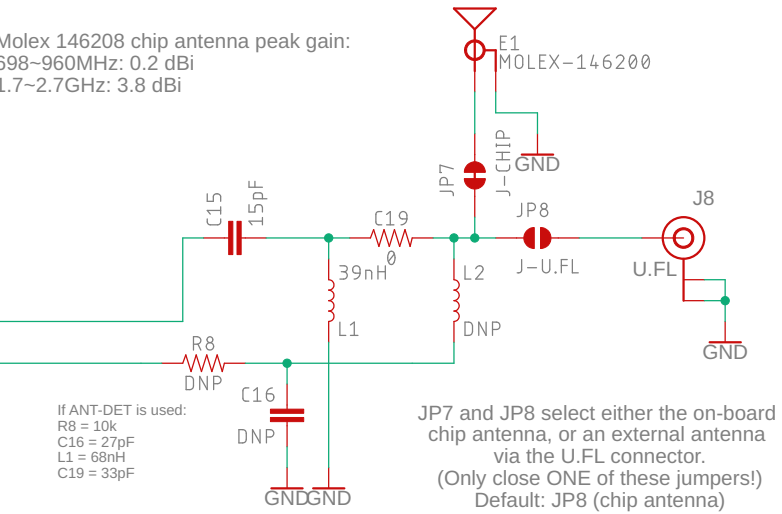 Molex 146208 chip antenna peak gain:
698~960MHz: 0.2 dBi
1.7~2.7GHz: 3.8 dBi
E1
MOLEX-146200
GND
JP7
J-CHIP
C15
15pF
C19
0
JP8
J-U.FL
J8
U.FL
GND
39nH
L1
L2
DNP
R8
DNP
C16
DNP
GND
GND
If ANT-DET is used:
R8 = 10k
C16 = 27pF
L1 = 68nH
C19 = 33pF
JP7 and JP8 select either the on-board
chip antenna, or an external antenna
via the U.FL connector.
(Only close ONE of these jumpers!)
Default: JP8 (chip antenna)